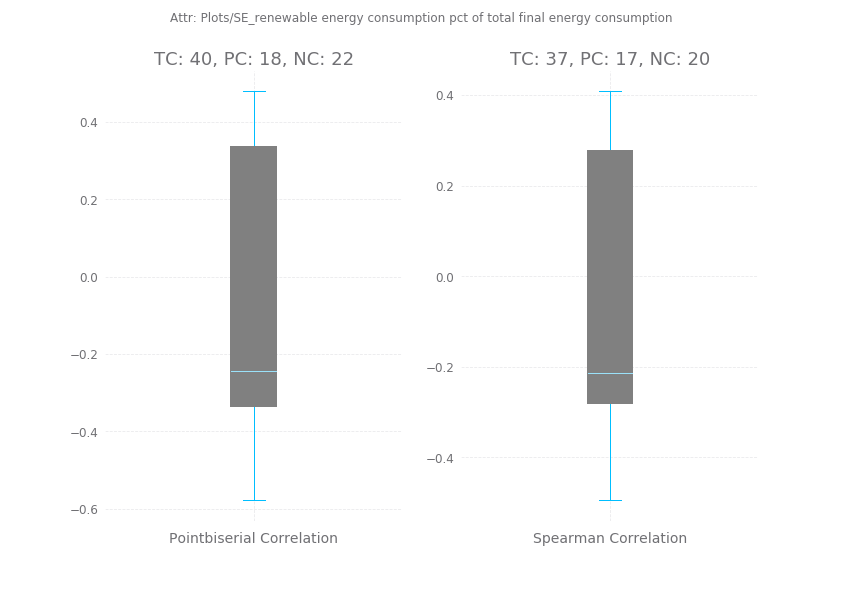 Attr: Plots/SE_renewable energy consumption pct of total final energy consumption
TC: 40, PC: 18, NC: 22
0.4
0.2
0.0
−0.2
−0.4
−0.6
Pointbiserial Correlation
TC: 37, PC: 17, NC: 20
0.4
0.2
0.0
−0.2
−0.4
Spearman Correlation